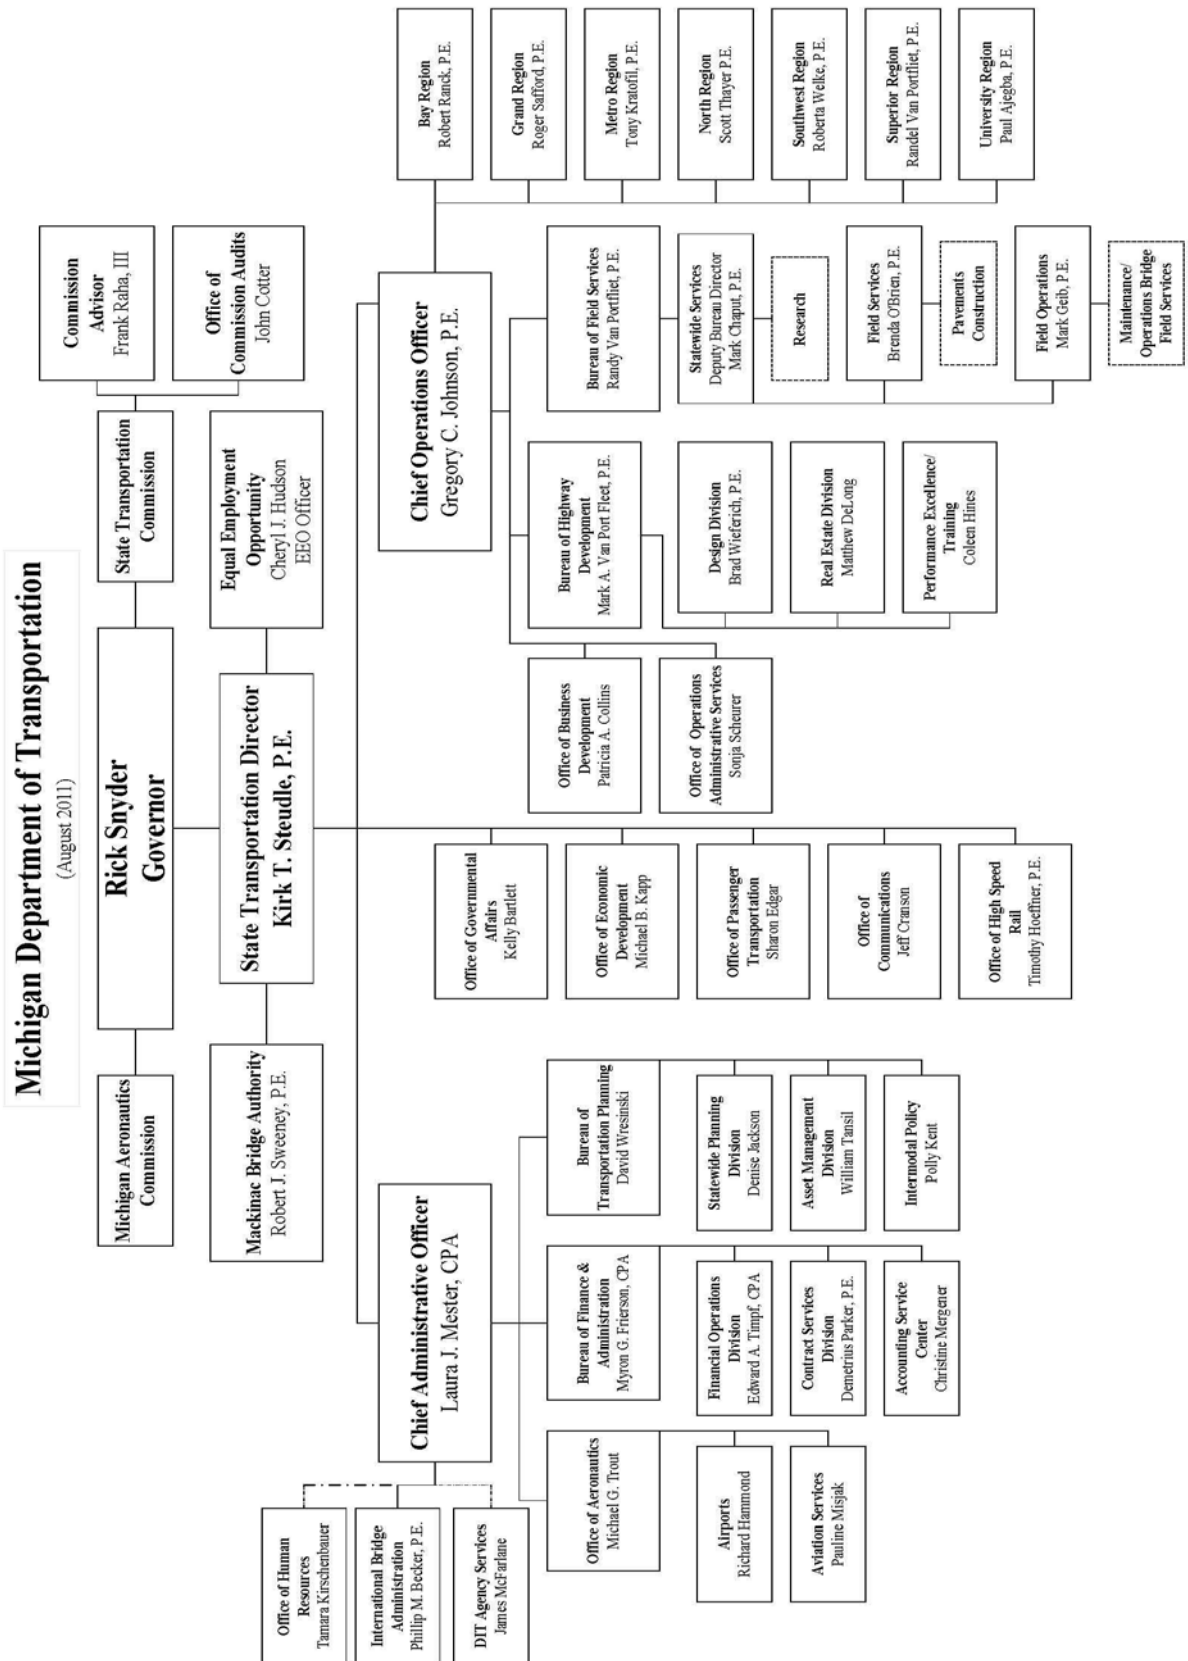 Michigan Department of Transportation
(August 2011)
Michigan Aeronautics
Commission
Rick Snyder
Governor
State Transportation
Commission
Commission
Advisor
Frank Raha, III
Office of
Commission Audits
John Cotter
Mackinac Bridge Authority
Robert J. Sweeney, P.E.
State Transportation Director
Kirk T. Steudle, P.E.
Equal Employment
Opportunity
Cheryl J. Hudson
EEO Officer
Office of Human
Resources
Tamara Kirschenbauer
International Bridge
Administration
Phillip M. Becker, P.E.
DIT Agency Services
James McFarlane
Chief Administrative Officer
Laura J. Mester, CPA
Office of Aeronautics
Michael G. Trout
Airports
Richard Hammond
Aviation Services
Pauline Misjak
Bureau of Finance &
Administration
Myron G. Frierson, CPA
Financial Operations
Division
Edward A. Timpf, CPA
Contract Services
Division
Demetrius Parker, P.E.
Accounting Service
Center
Christine Mergener
Bureau of
Transportation Planning
David Wresinski
Statewide Planning
Division
Denise Jackson
Asset Management
Division
William Tansil
Intermodal Policy
Polly Kent
Office of Governmental
Affairs
Kelly Bartlett
Office of Economic
Development
Michael B. Kapp
Office of Passenger
Transportation
Sharon Edgar
Office of
Communications
Jeff Cranson
Office of High Speed
Rail
Timothy Hoeffner, P.E.
Chief Operations Officer
Gregory C. Johnson, P.E.
Office of Business
Development
Patricia A. Collins
Office of Operations
Administrative Services
Sonja Scheurer
Bureau of Highway
Development
Mark A. Van Port Fleet, P.E.
Design Division
Brad Wieferich, P.E.
Real Estate Division
Matthew DeLong
Performance Excellence/
Training
Coleen Hines
Bureau of Field Services
Randy Van Portfliet, P.E.
Statewide Services
Deputy Bureau Director
Mark Chaput, P.E.
Research
Field Services
Brenda O'Brien, P.E.
Pavements
Construction
Field Operations
Mark Geib, P.E.
Maintenance/
Operations Bridge
Field Services
Bay Region
Robert Ranck, P.E.
Grand Region
Roger Safford, P.E.
Metro Region
Tony Kratofil, P.E.
North Region
Scott Thayer P.E.
Southwest Region
Roberta Welke, P.E.
Superior Region
Randel Van Portfliet, P.E.
University Region
Paul Ajegba, P.E.